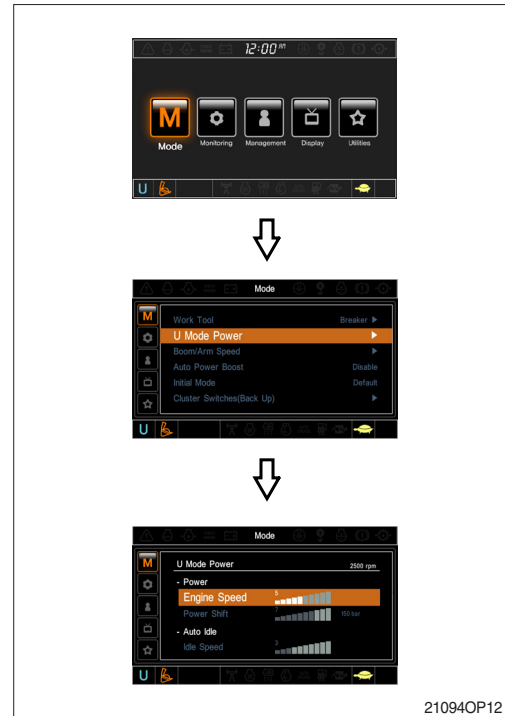 12:00 AM
M
Mode Monitoring Management Display Utilities
U
Mode
M
Work Tool Breaker ▶
U Mode Power ▶
Boom/Arm Speed ▶
Auto Power Boost Disable
Initial Mode Default
Cluster Switches(Back Up) ▶
U
Mode
M
U Mode Power 2500 rpm
- Power
Engine Speed 5
Power Shift 7 150 bar
- Auto Idle
Idle Speed 3
U
21094OP12